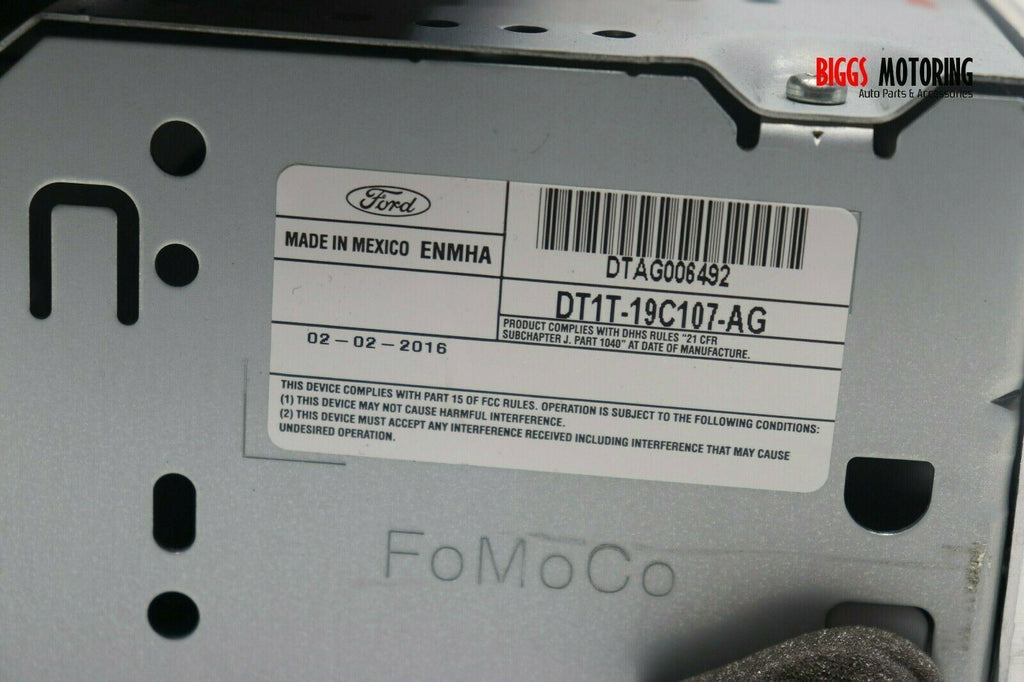 BIGGS MOTORING
Auto Parts & Accessories
Ford
MADE IN MEXICO ENMHA
DTAG006492
DT1T-19C107-AG
PRODUCT COMPLIES WITH DHHS RULES "21 CFR
SUBCHAPTER J. PART 1040" AT DATE OF MANUFACTURE.
02-02-2016
THIS DEVICE COMPLIES WITH PART 15 OF FCC RULES. OPERATION IS SUBJECT TO THE FOLLOWING CONDITIONS:
(1) THIS DEVICE MAY NOT CAUSE HARMFUL INTERFERENCE.
(2) THIS DEVICE MUST ACCEPT ANY INTERFERENCE RECEIVED INCLUDING INTERFERENCE THAT MAY CAUSE
UNDESIRED OPERATION.
FoMoCo